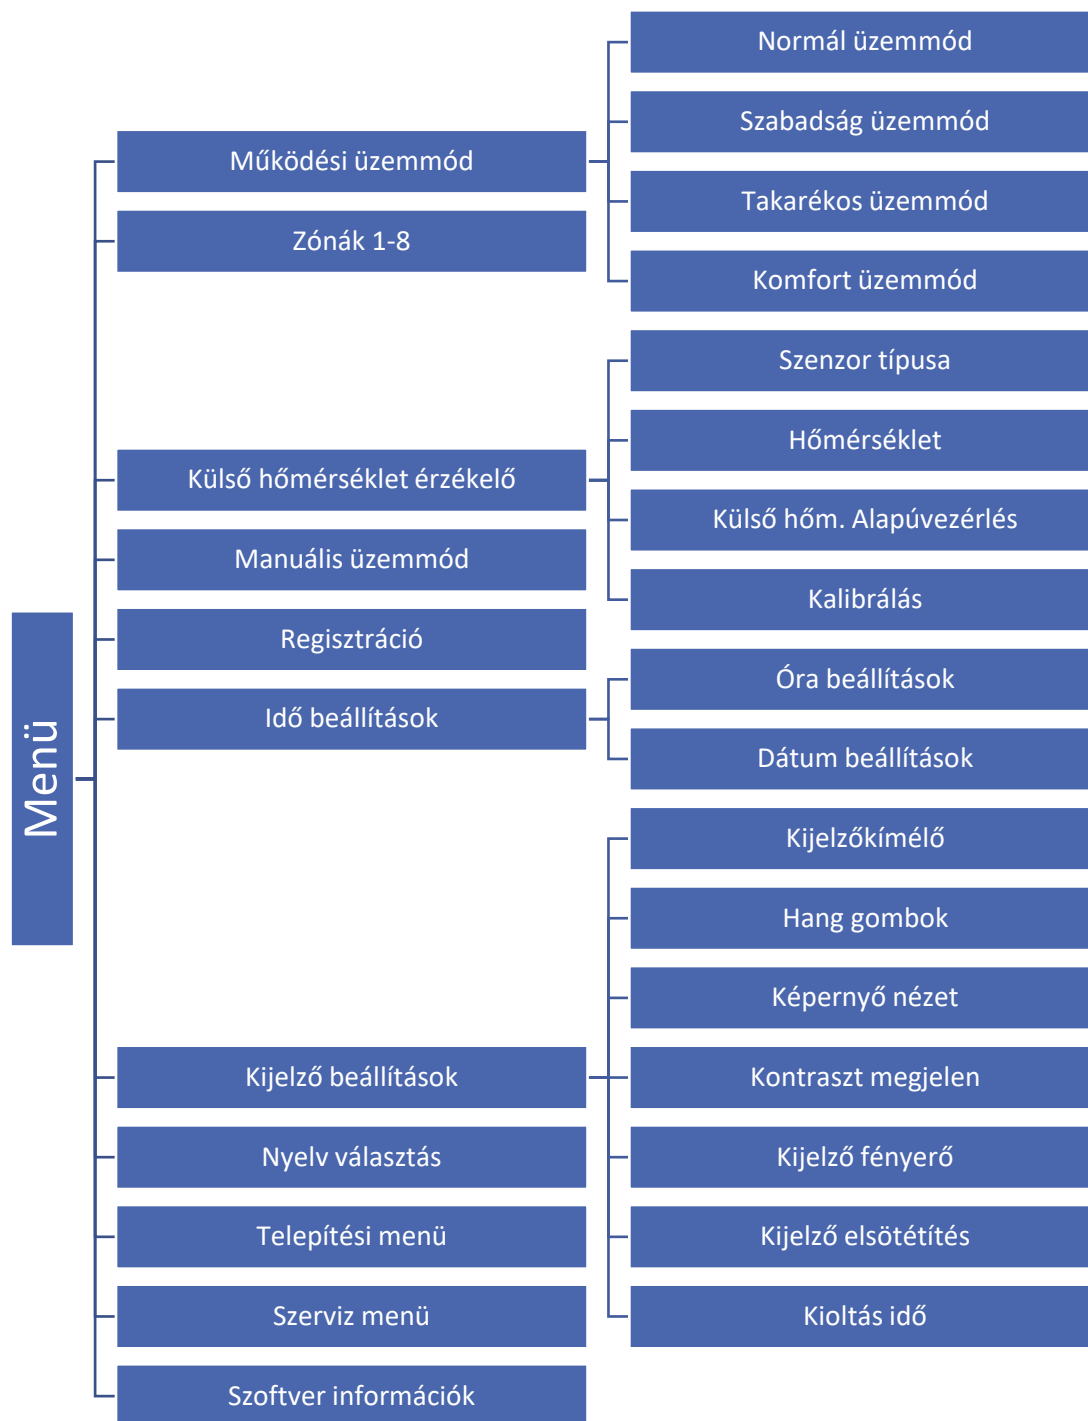 Menü
Működési üzemmód
Normál üzemmód
Szabadság üzemmód
Takarékos üzemmód
Komfort üzemmód
Zónák 1-8
Külső hőmérséklet érzékelő
Szenzor típusa
Hőmérséklet
Külső hőm. Alapúvezérlés
Kalibrálás
Manuális üzemmód
Regisztráció
Idő beállítások
Óra beállítások
Dátum beállítások
Kijelző beállítások
Kijelzőkímélő
Hang gombok
Képernyő nézet
Kontraszt megjelen
Kijelző fényerő
Kijelző elsötétítés
Kioltás idő
Nyelv választás
Telepítési menü
Szerviz menü
Szoftver információk